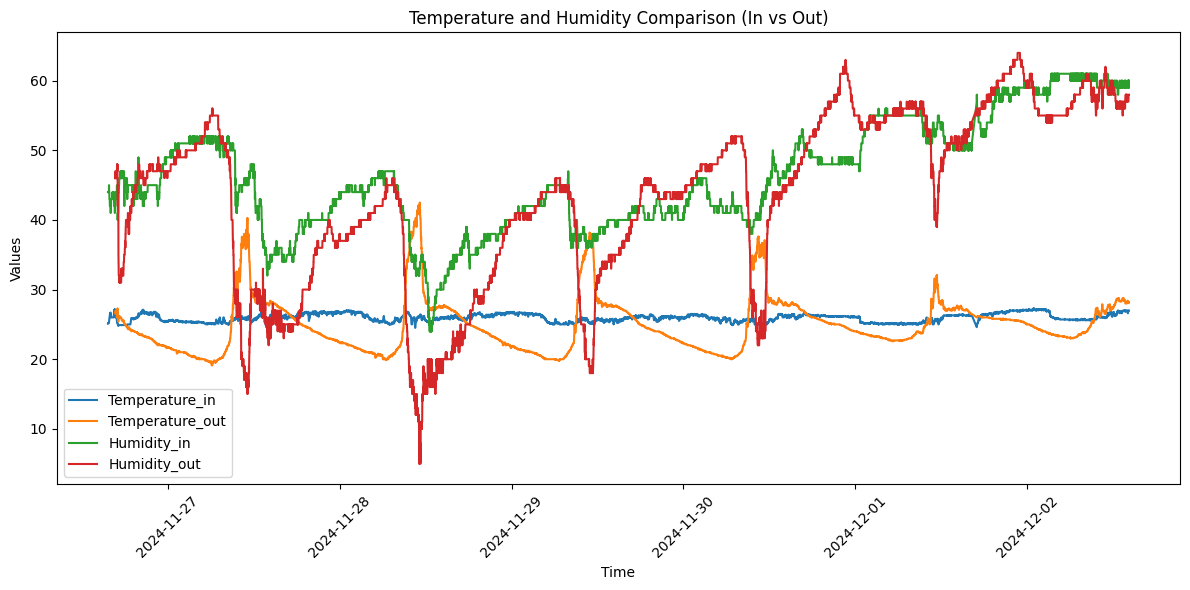 Temperature and Humidity Comparison (In vs Out)
Values
60
50
40
30
20
10
Temperature_in
Temperature_out
Humidity_in
Humidity_out
2024-11-27
2024-11-28
2024-11-29
2024-11-30
2024-12-01
2024-12-02
Time